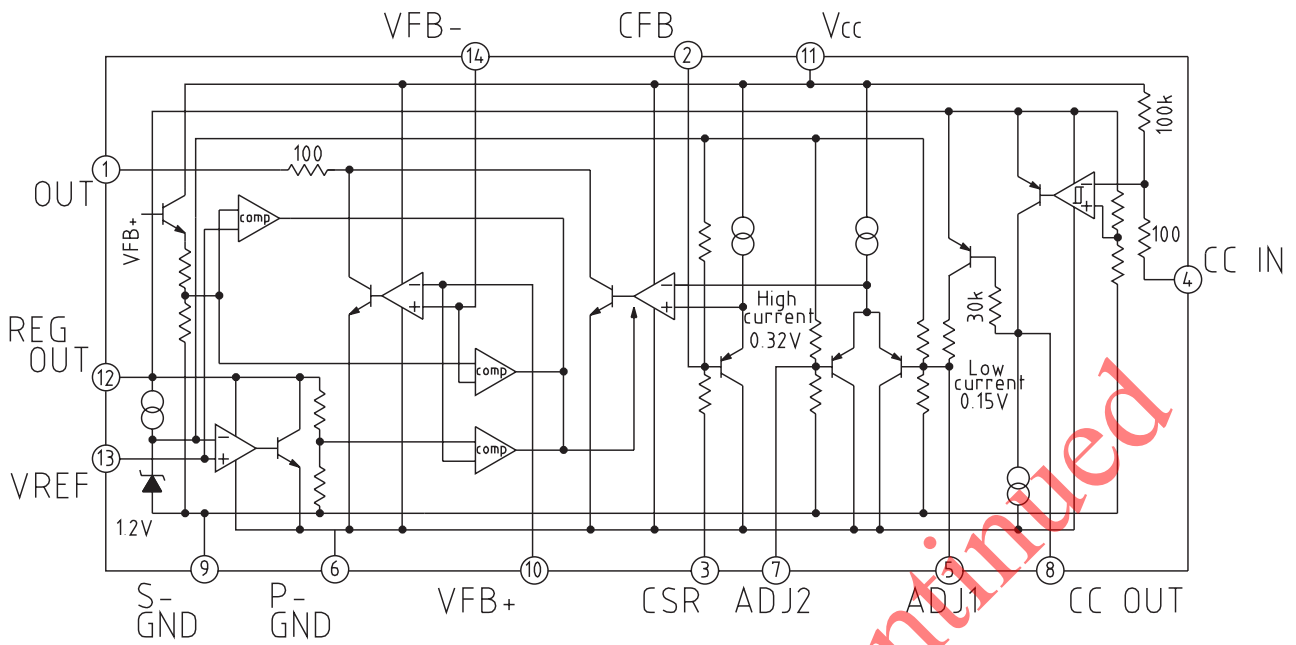 VFB- CFB Vcc
14 2 11
100k
1 100
OUT
comp
VFB+
100
CC IN
4
High
current
0.32V
30k
REG
OUT
12
comp
Low
current
0.15V
comp
13
VREF
1.2V
9 6 10 3 7 5 8
S-
GND
P-
GND
VFB+ CSR ADJ2 ADJ1 CC OUT
ntinued